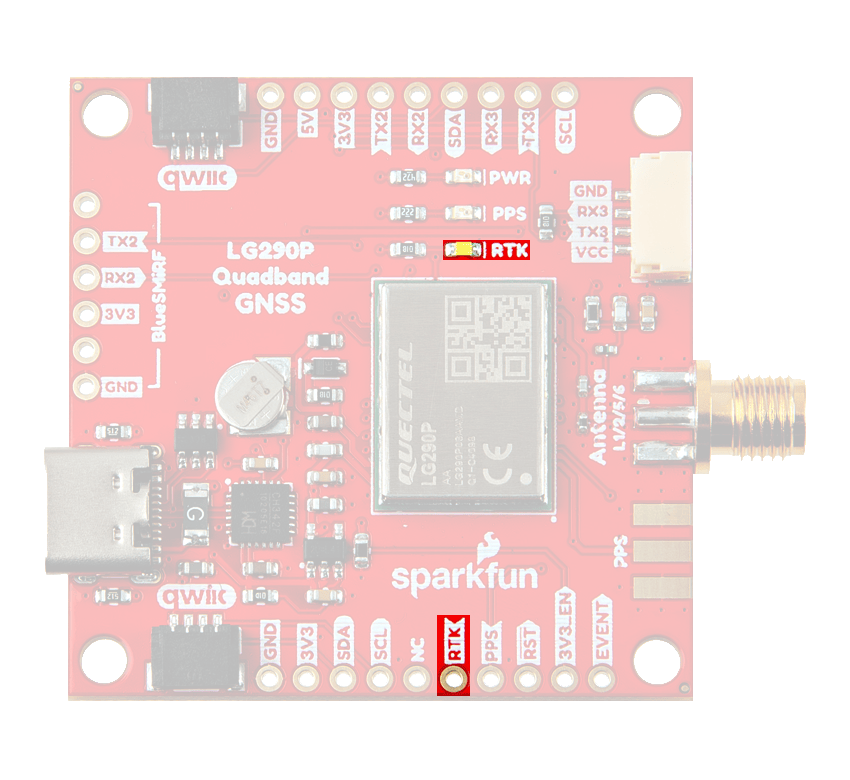 GND
5V
3V3
TX2
RX2
SDA
RX3
TX3
SCL
qwiic
PWR
PPS
RTK
GND
RX3
TX3
VCC
TX2
RX2
3V3
GND
BlueSMiRF
LG290P
Quadband
GNSS
QUECTEL
LG290P
AA
CE
Antenna
L1/2/5/6
G
PPS
sparkfun
qwiic
GND
3V3
SDA
SCL
NC
RTK
PPS
RST
3V3_EN
EVENT